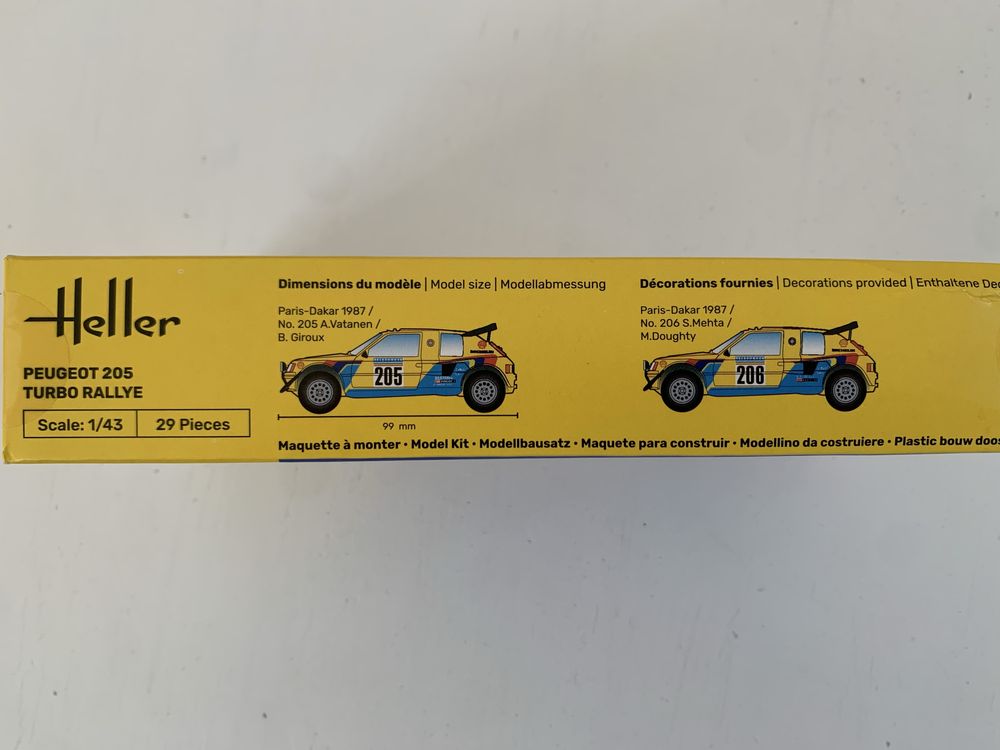 Heller
PEUGEOT 205
TURBO RALLYE
Scale: 1/43
29 Pieces
Dimensions du modèle | Model size | Modellabmessung
Paris-Dakar 1987 /
No. 205 A.Vatanen /
B. Giroux
205
99 mm
Décorations fournies | Decorations provided | Enthaltene
Paris-Dakar 1987 /
No. 206 S.Mehta /
M.Doughty
206
Maquette à monter • Model Kit • Modellbausatz • Maquete para construir • Modellino da costruiere • Plastic bouw